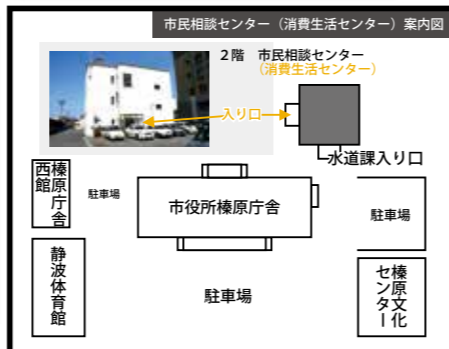 市民相談センター（消費生活センター）案内図
２階　市民相談センター
（消費生活センター）
入り口
水道課入り口
榛原庁舎
西館
駐車場
市役所榛原庁舎
駐車場
静波体育館
駐車場
榛原文化
センター